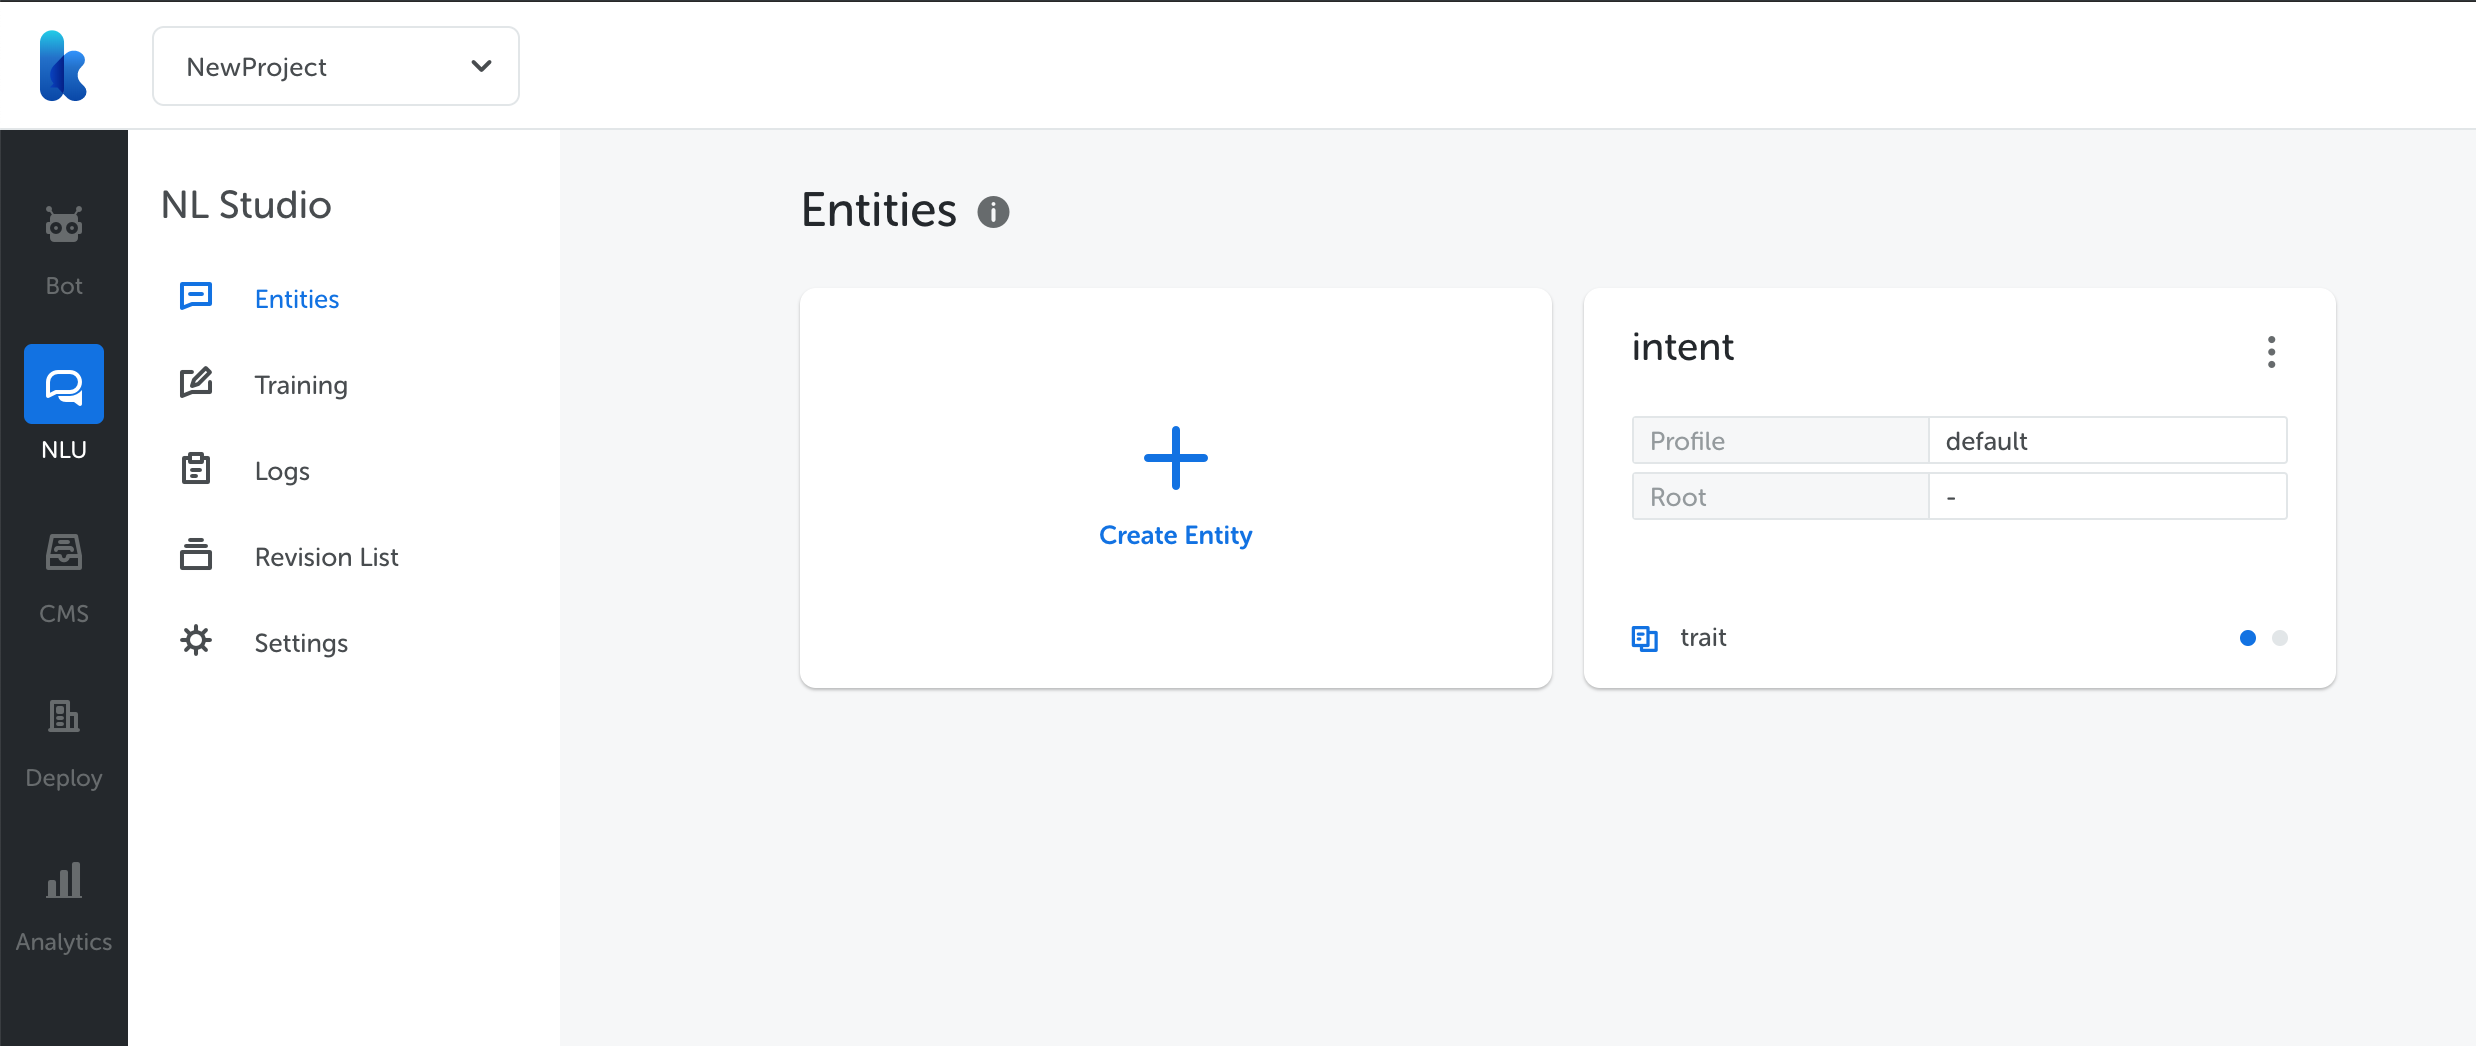 NewProject
Bot
NLU
CMS
Deploy
Analytics
NL Studio
Entities
Training
Logs
Revision List
Settings
Entities
Create Entity
intent
Profile default
Root -
trait